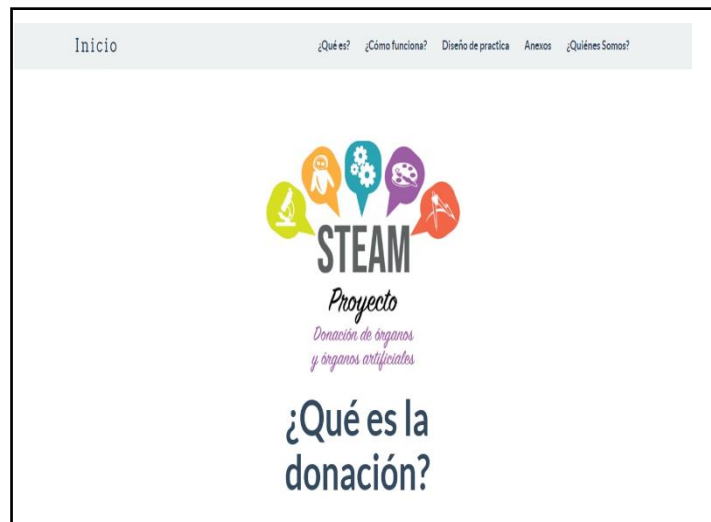 Inicio ¿Qué es? ¿Cómo funciona? Diseño de practica Anexos ¿Quiénes Somos?
STEAM
Proyecto
Donación de órganos
y órganos artificiales
¿Qué es la
donación?